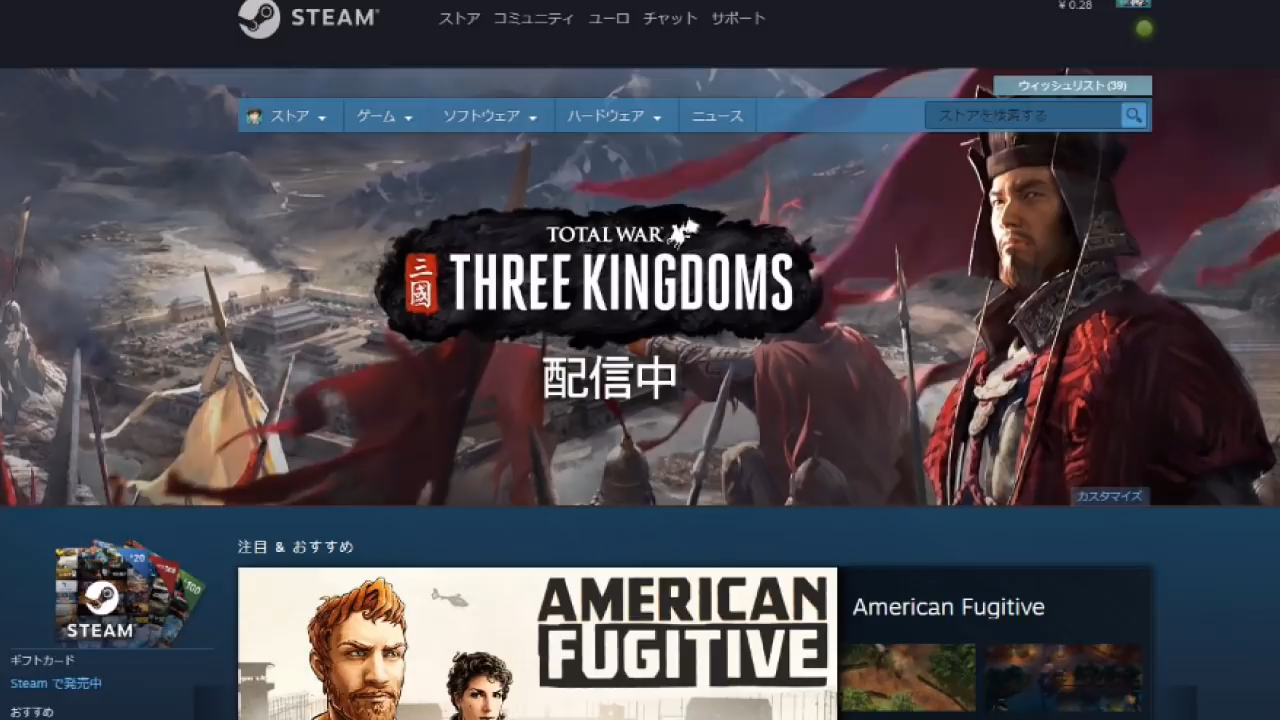 STEAM
ストア コミュニティ ユーロ チャット サポート
¥ 0.28
ウィッシュリスト (39)
ストア ゲーム ソフトウェア ハードウェア ニュース
ストアを検索する
TOTAL WAR
三國
THREE KINGDOMS
配信中
カスタマイズ
注目 & おすすめ
STEAM
ギフトカード
Steam で発売中
おすすめ
AMERICAN
FUGITIVE
American Fugitive